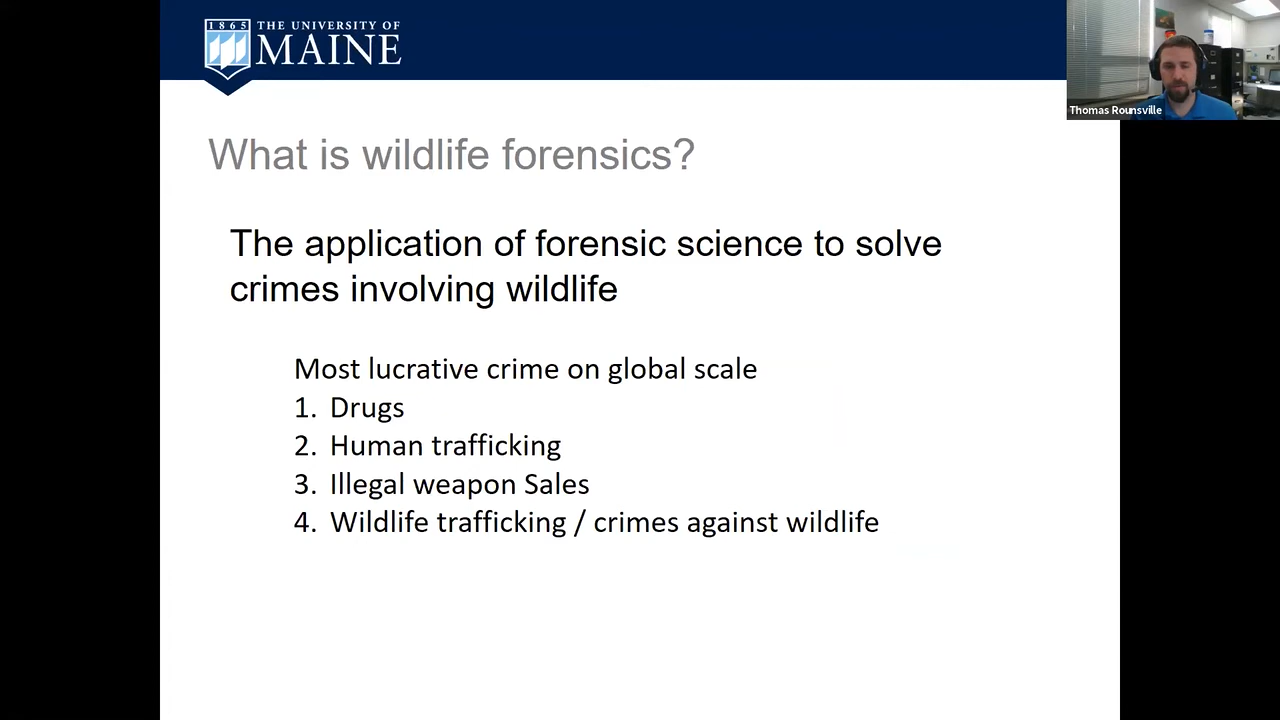 1865
THE UNIVERSITY OF
MAINE
Thomas Rounsville
What is wildlife forensics?
The application of forensic science to solve
crimes involving wildlife
Most lucrative crime on global scale
1. Drugs
2. Human trafficking
3. Illegal weapon Sales
4. Wildlife trafficking / crimes against wildlife